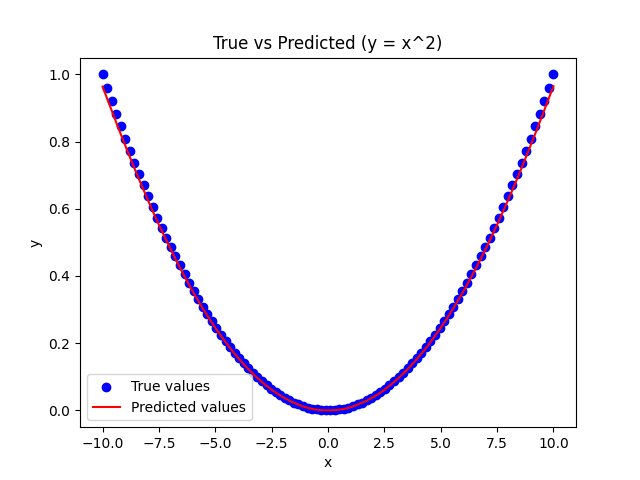 True vs Predicted (y = x^2)
1.0
0.8
0.6
y
0.4
0.2
0.0
True values
Predicted values
−10.0 −7.5 −5.0 −2.5 0.0 2.5 5.0 7.5 10.0
x